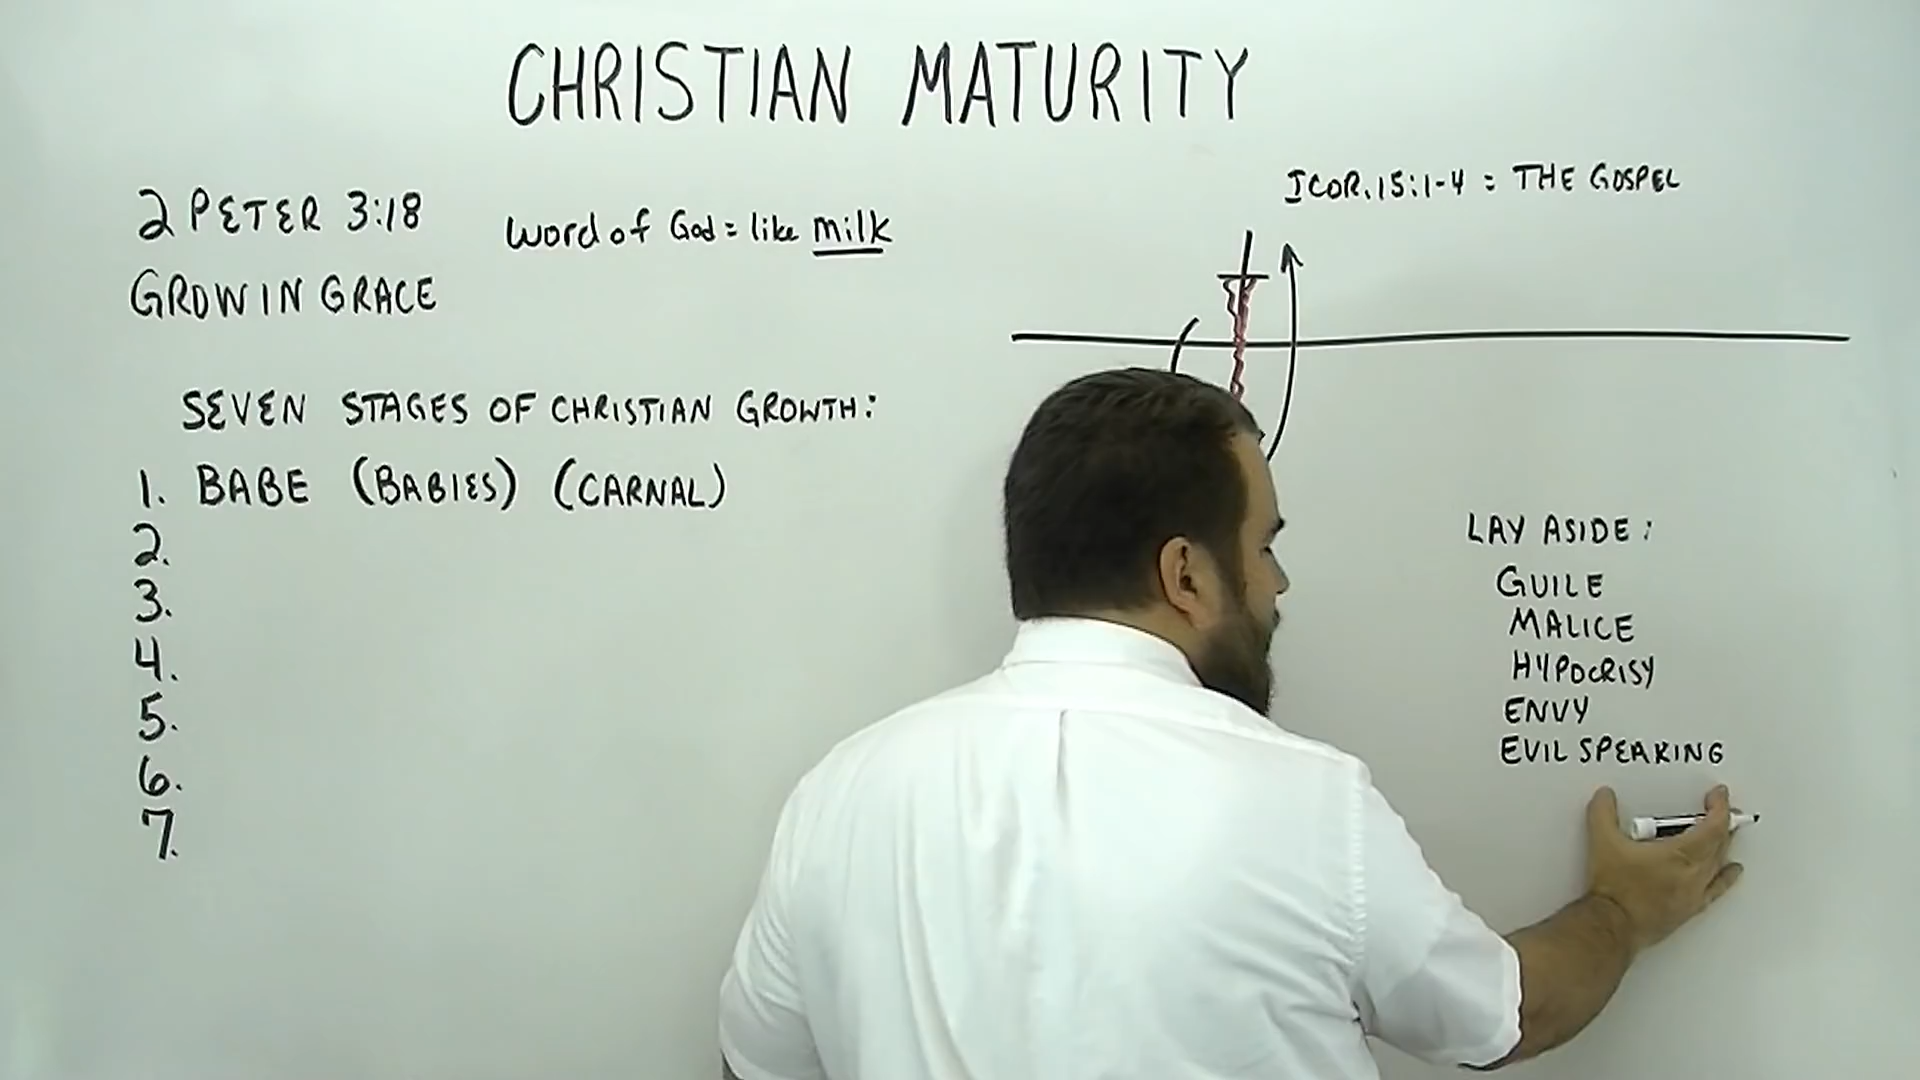 CHRISTIAN MATURITY
2 PETER 3:18
GROW IN GRACE
Word of God = like milk
I COR. 15:1-4 = THE GOSPEL
SEVEN STAGES OF CHRISTIAN GROWTH:
1. BABE (BABIES) (CARNAL)
2.
3.
4.
5.
6.
7.
LAY ASIDE:
GUILE
MALICE
HYPOCRISY
ENVY
EVIL SPEAKING